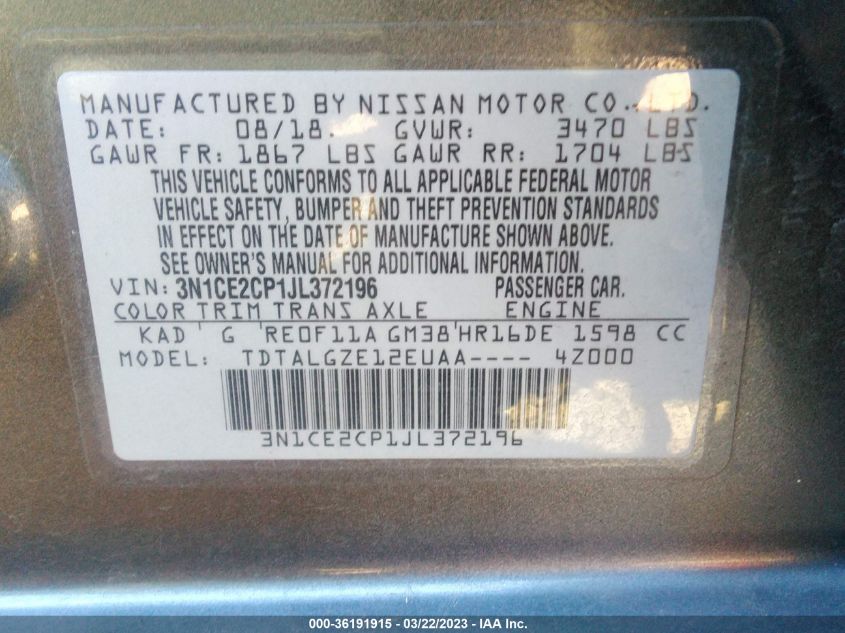 MANUFACTURED BY NISSAN MOTOR CO., LTD.
DATE: 08/18. GVWR: 3470 LBS
GAWR FR: 1867 LBS GAWR RR: 1704 LBS
THIS VEHICLE CONFORMS TO ALL APPLICABLE FEDERAL MOTOR
VEHICLE SAFETY, BUMPER AND THEFT PREVENTION STANDARDS
IN EFFECT ON THE DATE OF MANUFACTURE SHOWN ABOVE.
SEE OWNER'S MANUAL FOR ADDITIONAL INFORMATION.
VIN: 3N1CE2CP1JL372196 PASSENGER CAR.
COLOR TRIM TRANS AXLE ENGINE
KAD G RE0F11A GM38 HR16DE 1598 CC
MODEL: TDTALGZE12EUAA---- 4Z000
3N1CE2CP1JL372196
000-36191915 — 03/22/2023 — IAA Inc.